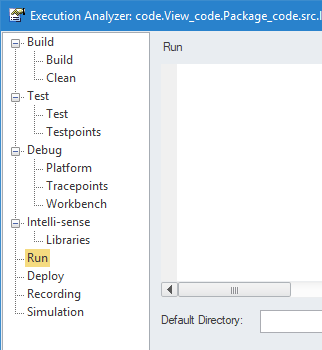 Execution Analyzer: code.View_code.Package_code.src.
Build
Build
Clean
Test
Test
Testpoints
Debug
Platform
Tracepoints
Workbench
Intelli-sense
Libraries
Run
Deploy
Recording
Simulation
Run
Default Directory: